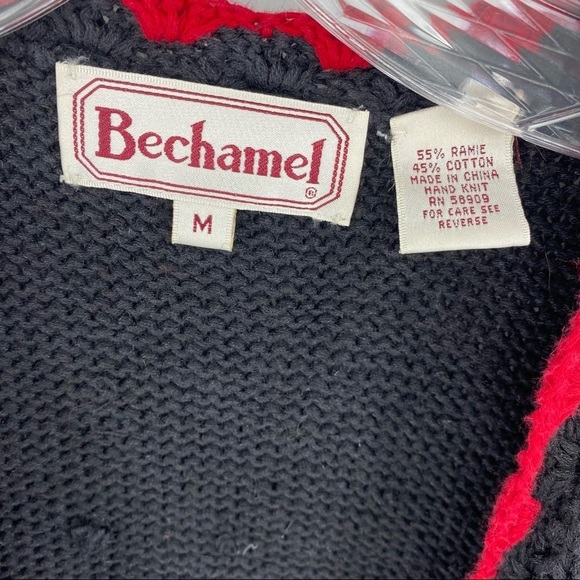 Bechamel®
M
55% RAMIE
45% COTTON
MADE IN CHINA
HAND KNIT
RN 58909
FOR CARE SEE
REVERSE